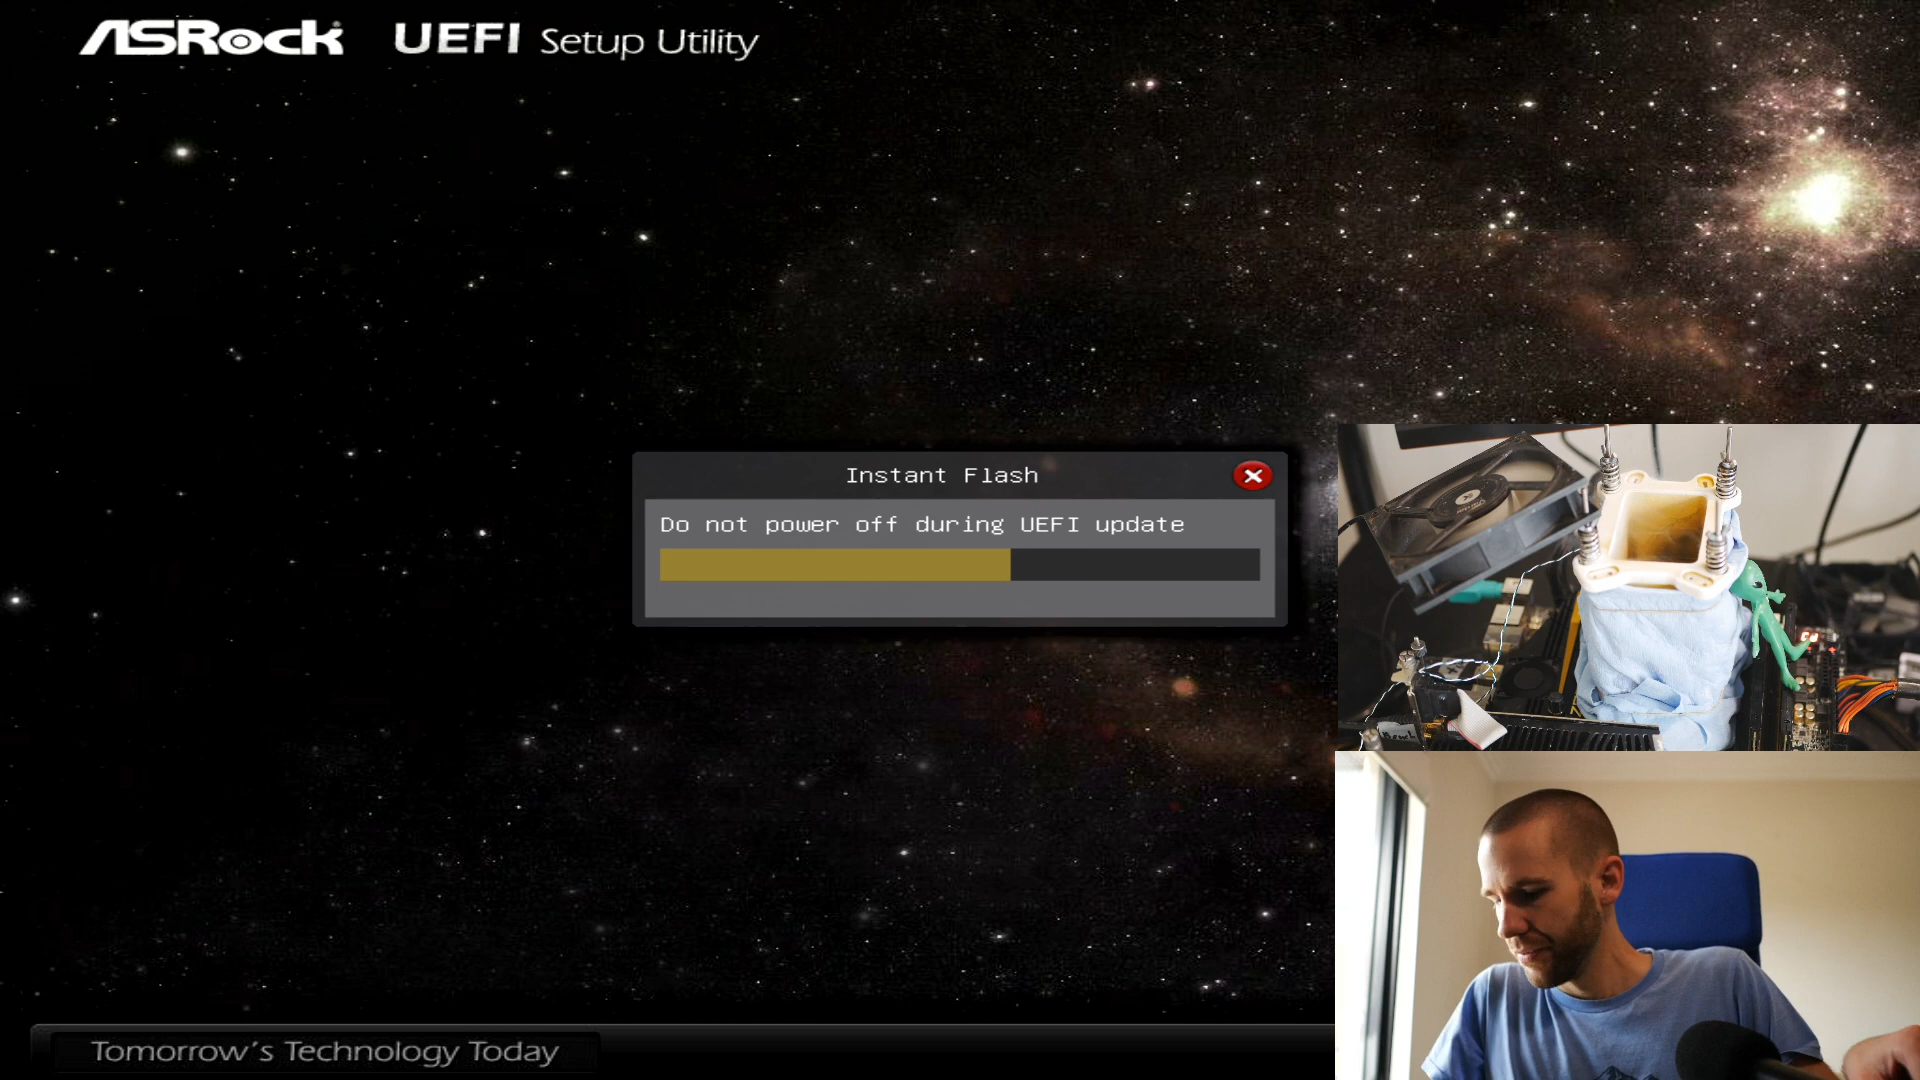 ASRock UEFI Setup Utility
Instant Flash
Do not power off during UEFI update
Tomorrow's Technology Today